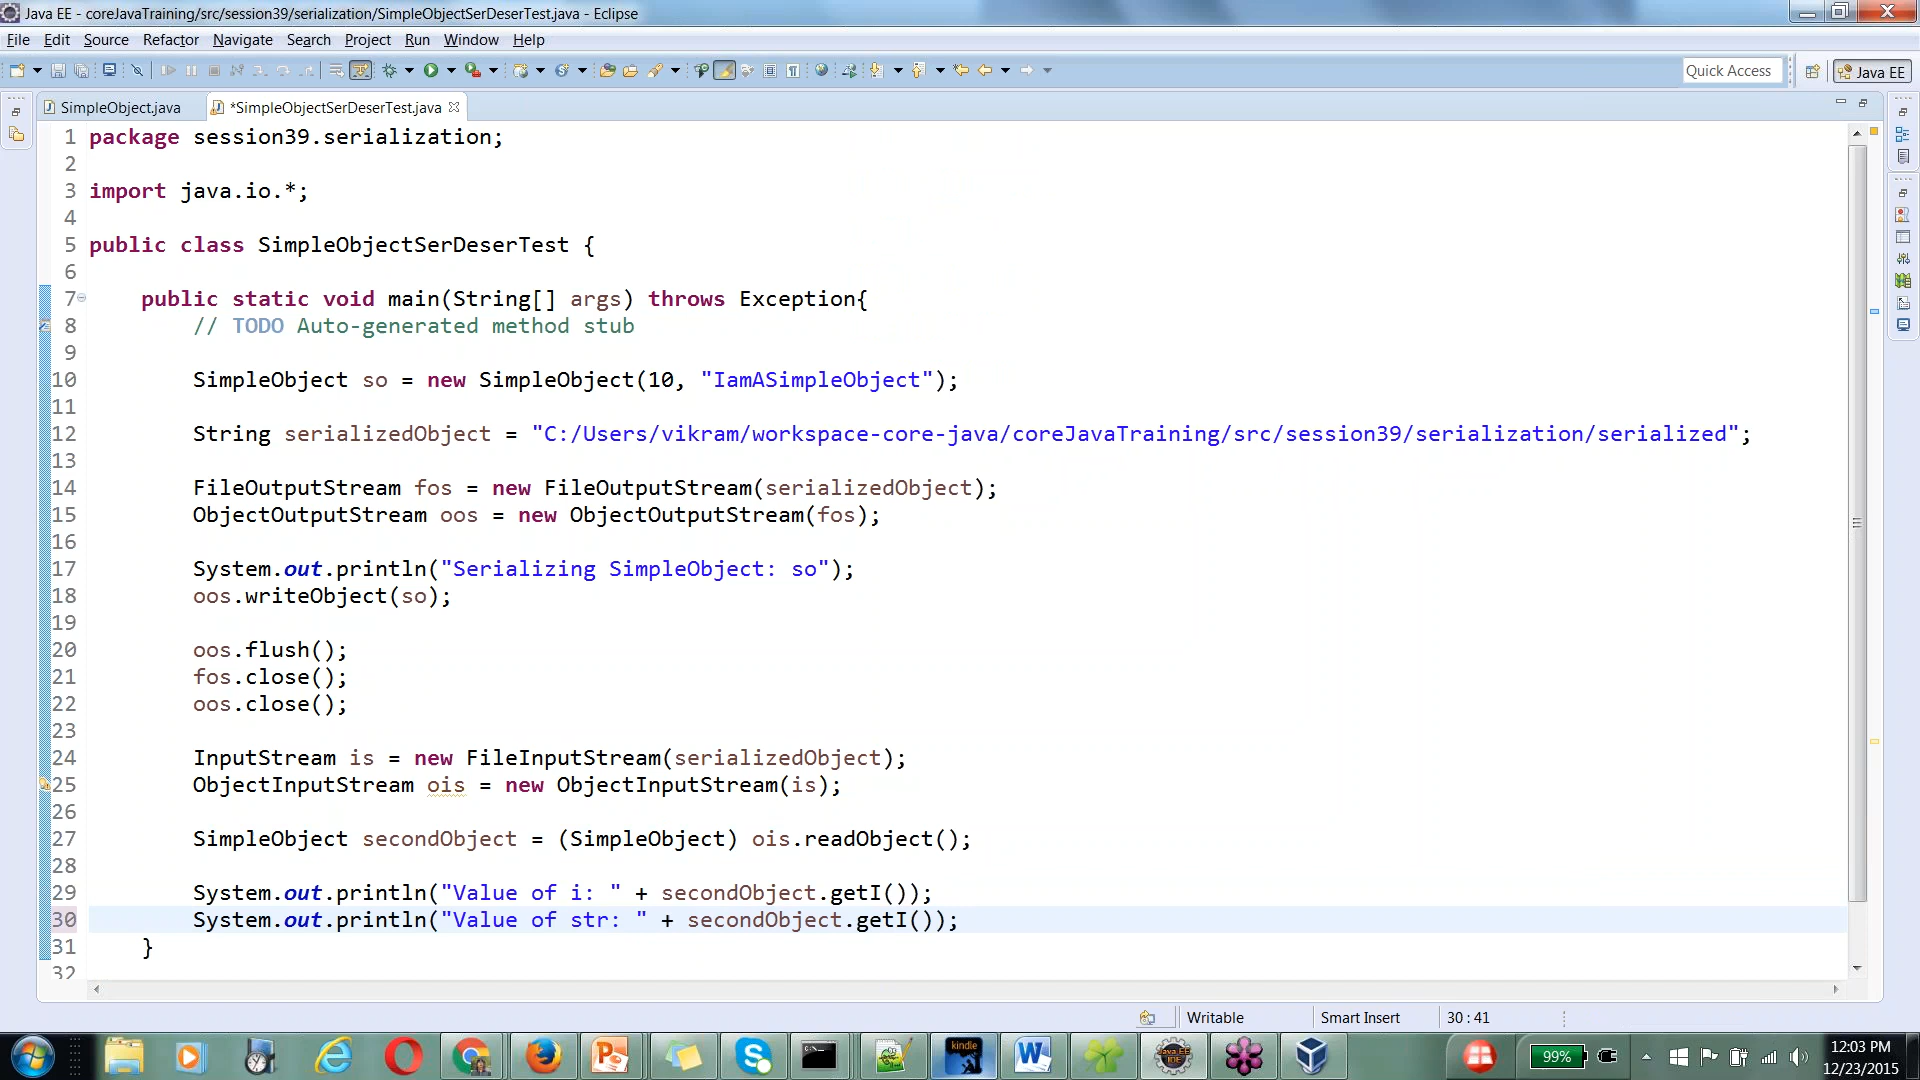 Java EE - coreJavaTraining/src/session39/serialization/SimpleObjectSerDeserTest.java - Eclipse
File Edit Source Refactor Navigate Search Project Run Window Help
Quick Access Java EE
SimpleObject.java *SimpleObjectSerDeserTest.java
1 package session39.serialization;
2
3 import java.io.*;
4
5 public class SimpleObjectSerDeserTest {
6
7 public static void main(String[] args) throws Exception{
8 // TODO Auto-generated method stub
9
10 SimpleObject so = new SimpleObject(10, "IamASimpleObject");
11
12 String serializedObject = "C:/Users/vikram/workspace-core-java/coreJavaTraining/src/session39/serialization/serialized";
13
14 FileOutputStream fos = new FileOutputStream(serializedObject);
15 ObjectOutputStream oos = new ObjectOutputStream(fos);
16
17 System.out.println("Serializing SimpleObject: so");
18 oos.writeObject(so);
19
20 oos.flush();
21 fos.close();
22 oos.close();
23
24 InputStream is = new FileInputStream(serializedObject);
25 ObjectInputStream ois = new ObjectInputStream(is);
26
27 SimpleObject secondObject = (SimpleObject) ois.readObject();
28
29 System.out.println("Value of i: " + secondObject.getI());
30 System.out.println("Value of str: " + secondObject.getI());
31 }
32
Writable Smart Insert 30 : 41
kindle
Java EE
IDE
99%
12:03 PM
12/23/2015